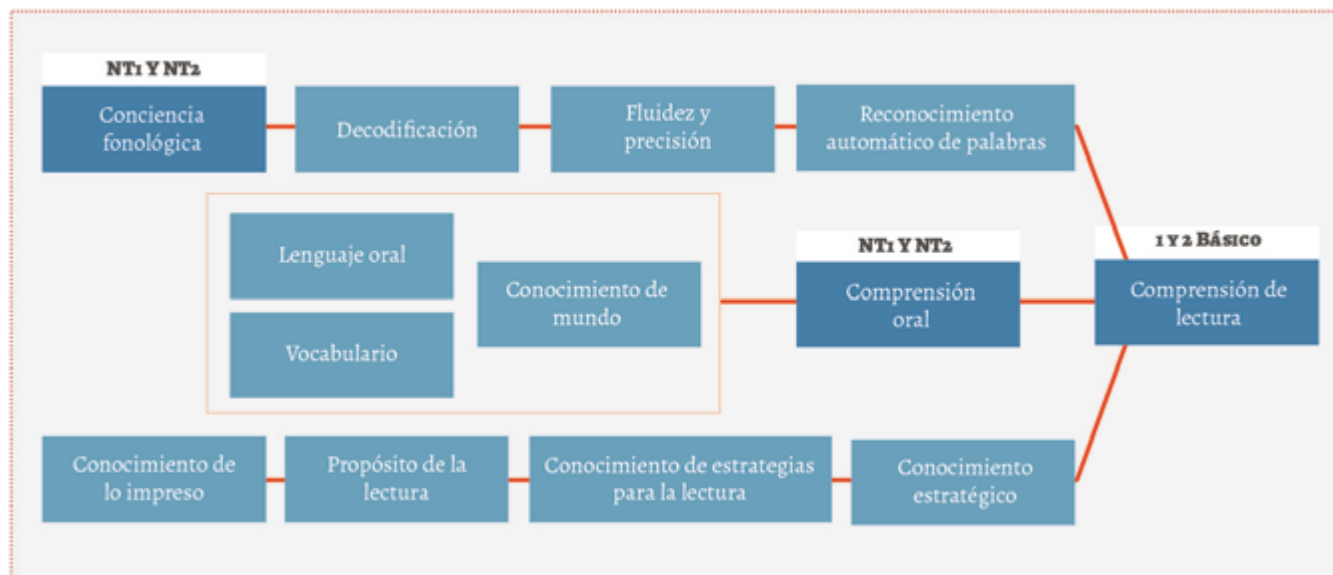 NT1 Y NT2
Conciencia
fonológica
Decodificación
Fluidez y
precisión
Reconocimiento
automático de palabras
Lenguaje oral
Vocabulario
Conocimiento de
mundo
NT1 Y NT2
Comprensión
oral
1 Y 2 BÁSICO
Comprensión de
lectura
Conocimiento de
lo impreso
Propósito de la
lectura
Conocimiento de estrategias
para la lectura
Conocimiento
estratégico